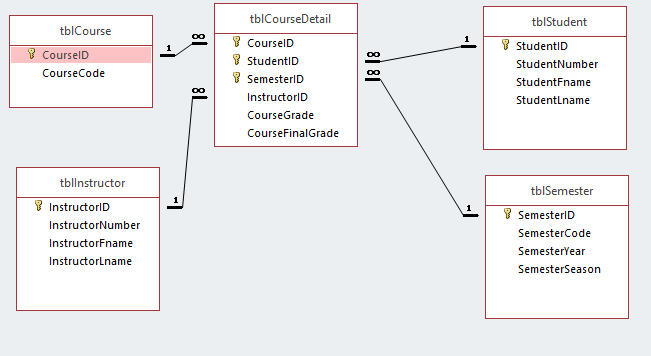 tblCourse
CourseID
CourseCode
1
∞
tblCourseDetail
CourseID
StudentID
SemesterID
InstructorID
CourseGrade
CourseFinalGrade
∞
∞
∞
1
tblStudent
StudentID
StudentNumber
StudentFname
StudentLname
tblInstructor
InstructorID
InstructorNumber
InstructorFname
InstructorLname
1
1
tblSemester
SemesterID
SemesterCode
SemesterYear
SemesterSeason